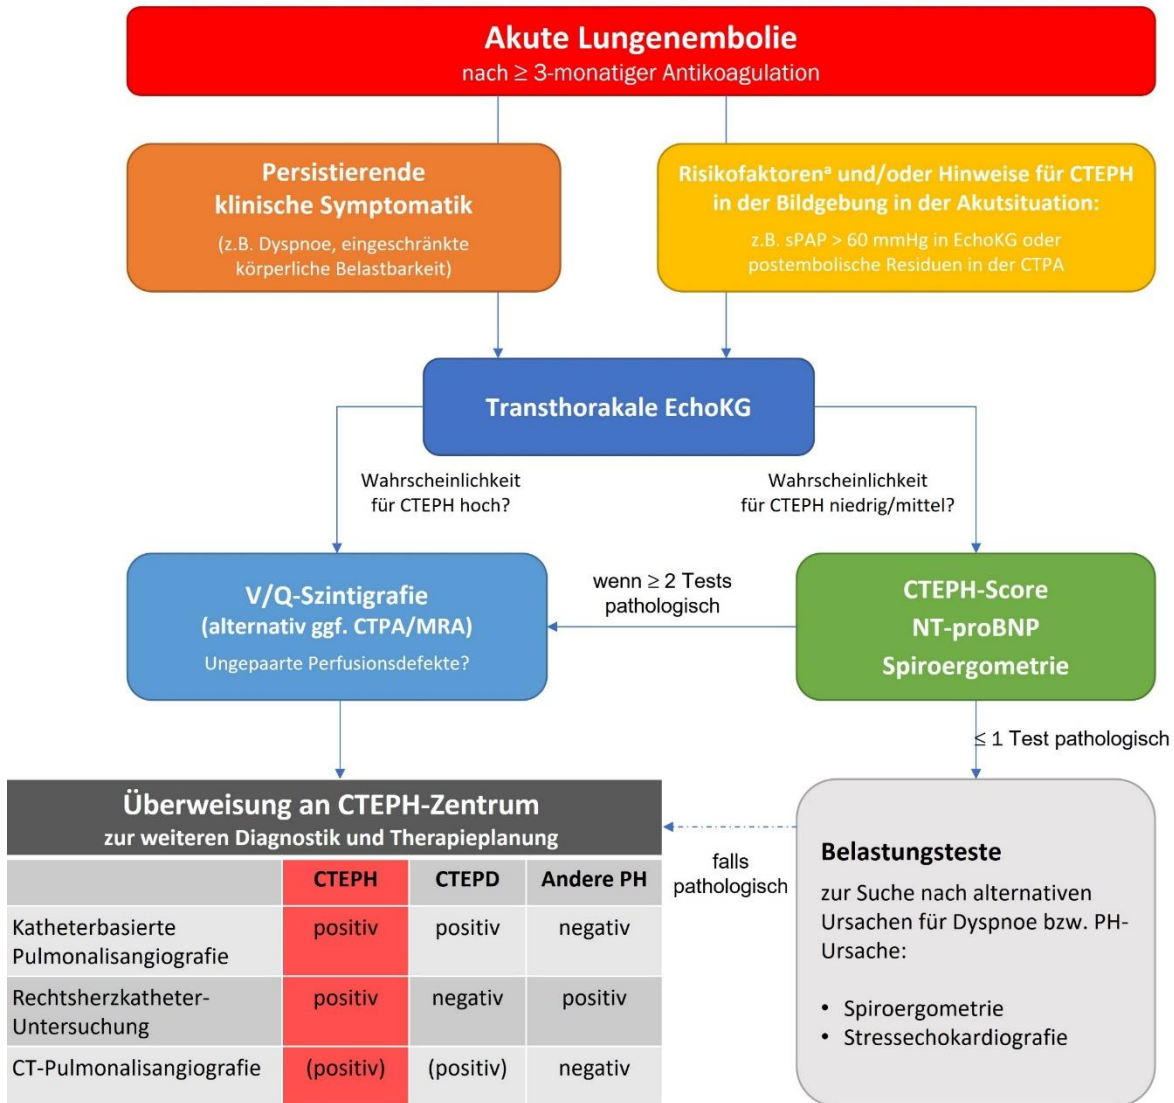 Akute Lungenembolie
nach ≥ 3-monatiger Antikoagulation
Persistierende
klinische Symptomatik
(z.B. Dyspnoe, eingeschränkte
körperliche Belastbarkeit)
Risikofaktorenᵃ und/oder Hinweise für CTEPH
in der Bildgebung in der Akutsituation:
z.B. sPAP > 60 mmHg in EchoKG oder
postembolische Residuen in der CTPA
Transthorakale EchoKG
Wahrscheinlichkeit
für CTEPH hoch?
Wahrscheinlichkeit
für CTEPH niedrig/mittel?
V/Q-Szintigrafie
(alternativ ggf. CTPA/MRA)
Ungepaarte Perfusionsdefekte?
wenn ≥ 2 Tests
pathologisch
CTEPH-Score
NT-proBNP
Spiroergometrie
≤ 1 Test pathologisch
Überweisung an CTEPH-Zentrum
zur weiteren Diagnostik und Therapieplanung
CTEPH CTEPD Andere PH
Katheterbasierte
Pulmonalisangiografie positiv positiv negativ
Rechtsherzkatheter-
Untersuchung positiv negativ positiv
CT-Pulmonalisangiografie (positiv) (positiv) negativ
falls
pathologisch
Belastungsteste
zur Suche nach alternativen
Ursachen für Dyspnoe bzw. PH-
Ursache:
• Spiroergometrie
• Stressechokardiografie